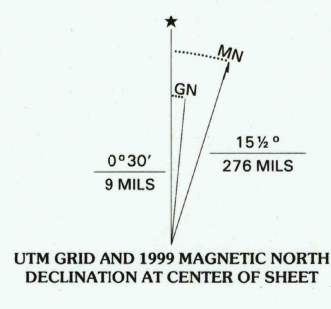 ★
MN
GN
0°30′
9 MILS
15½°
276 MILS
UTM GRID AND 1999 MAGNETIC NORTH
DECLINATION AT CENTER OF SHEET